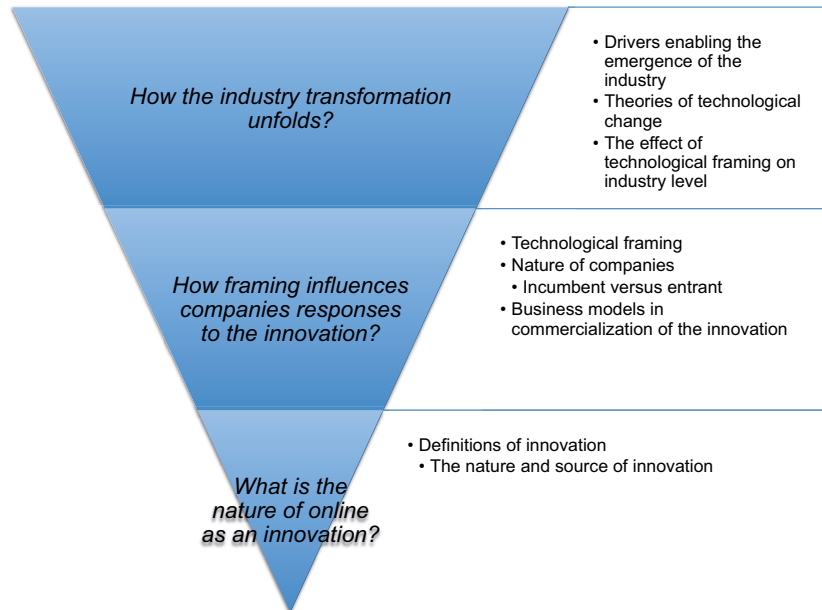 How the industry transformation
unfolds?
• Drivers enabling the
emergence of the
industry
• Theories of technological
change
• The effect of
technological framing on
industry level
How framing influences
companies responses
to the innovation?
• Technological framing
• Nature of companies
• Incumbent versus entrant
• Business models in
commercialization of the innovation
What is the
nature of online
as an innovation?
• Definitions of innovation
• The nature and source of innovation